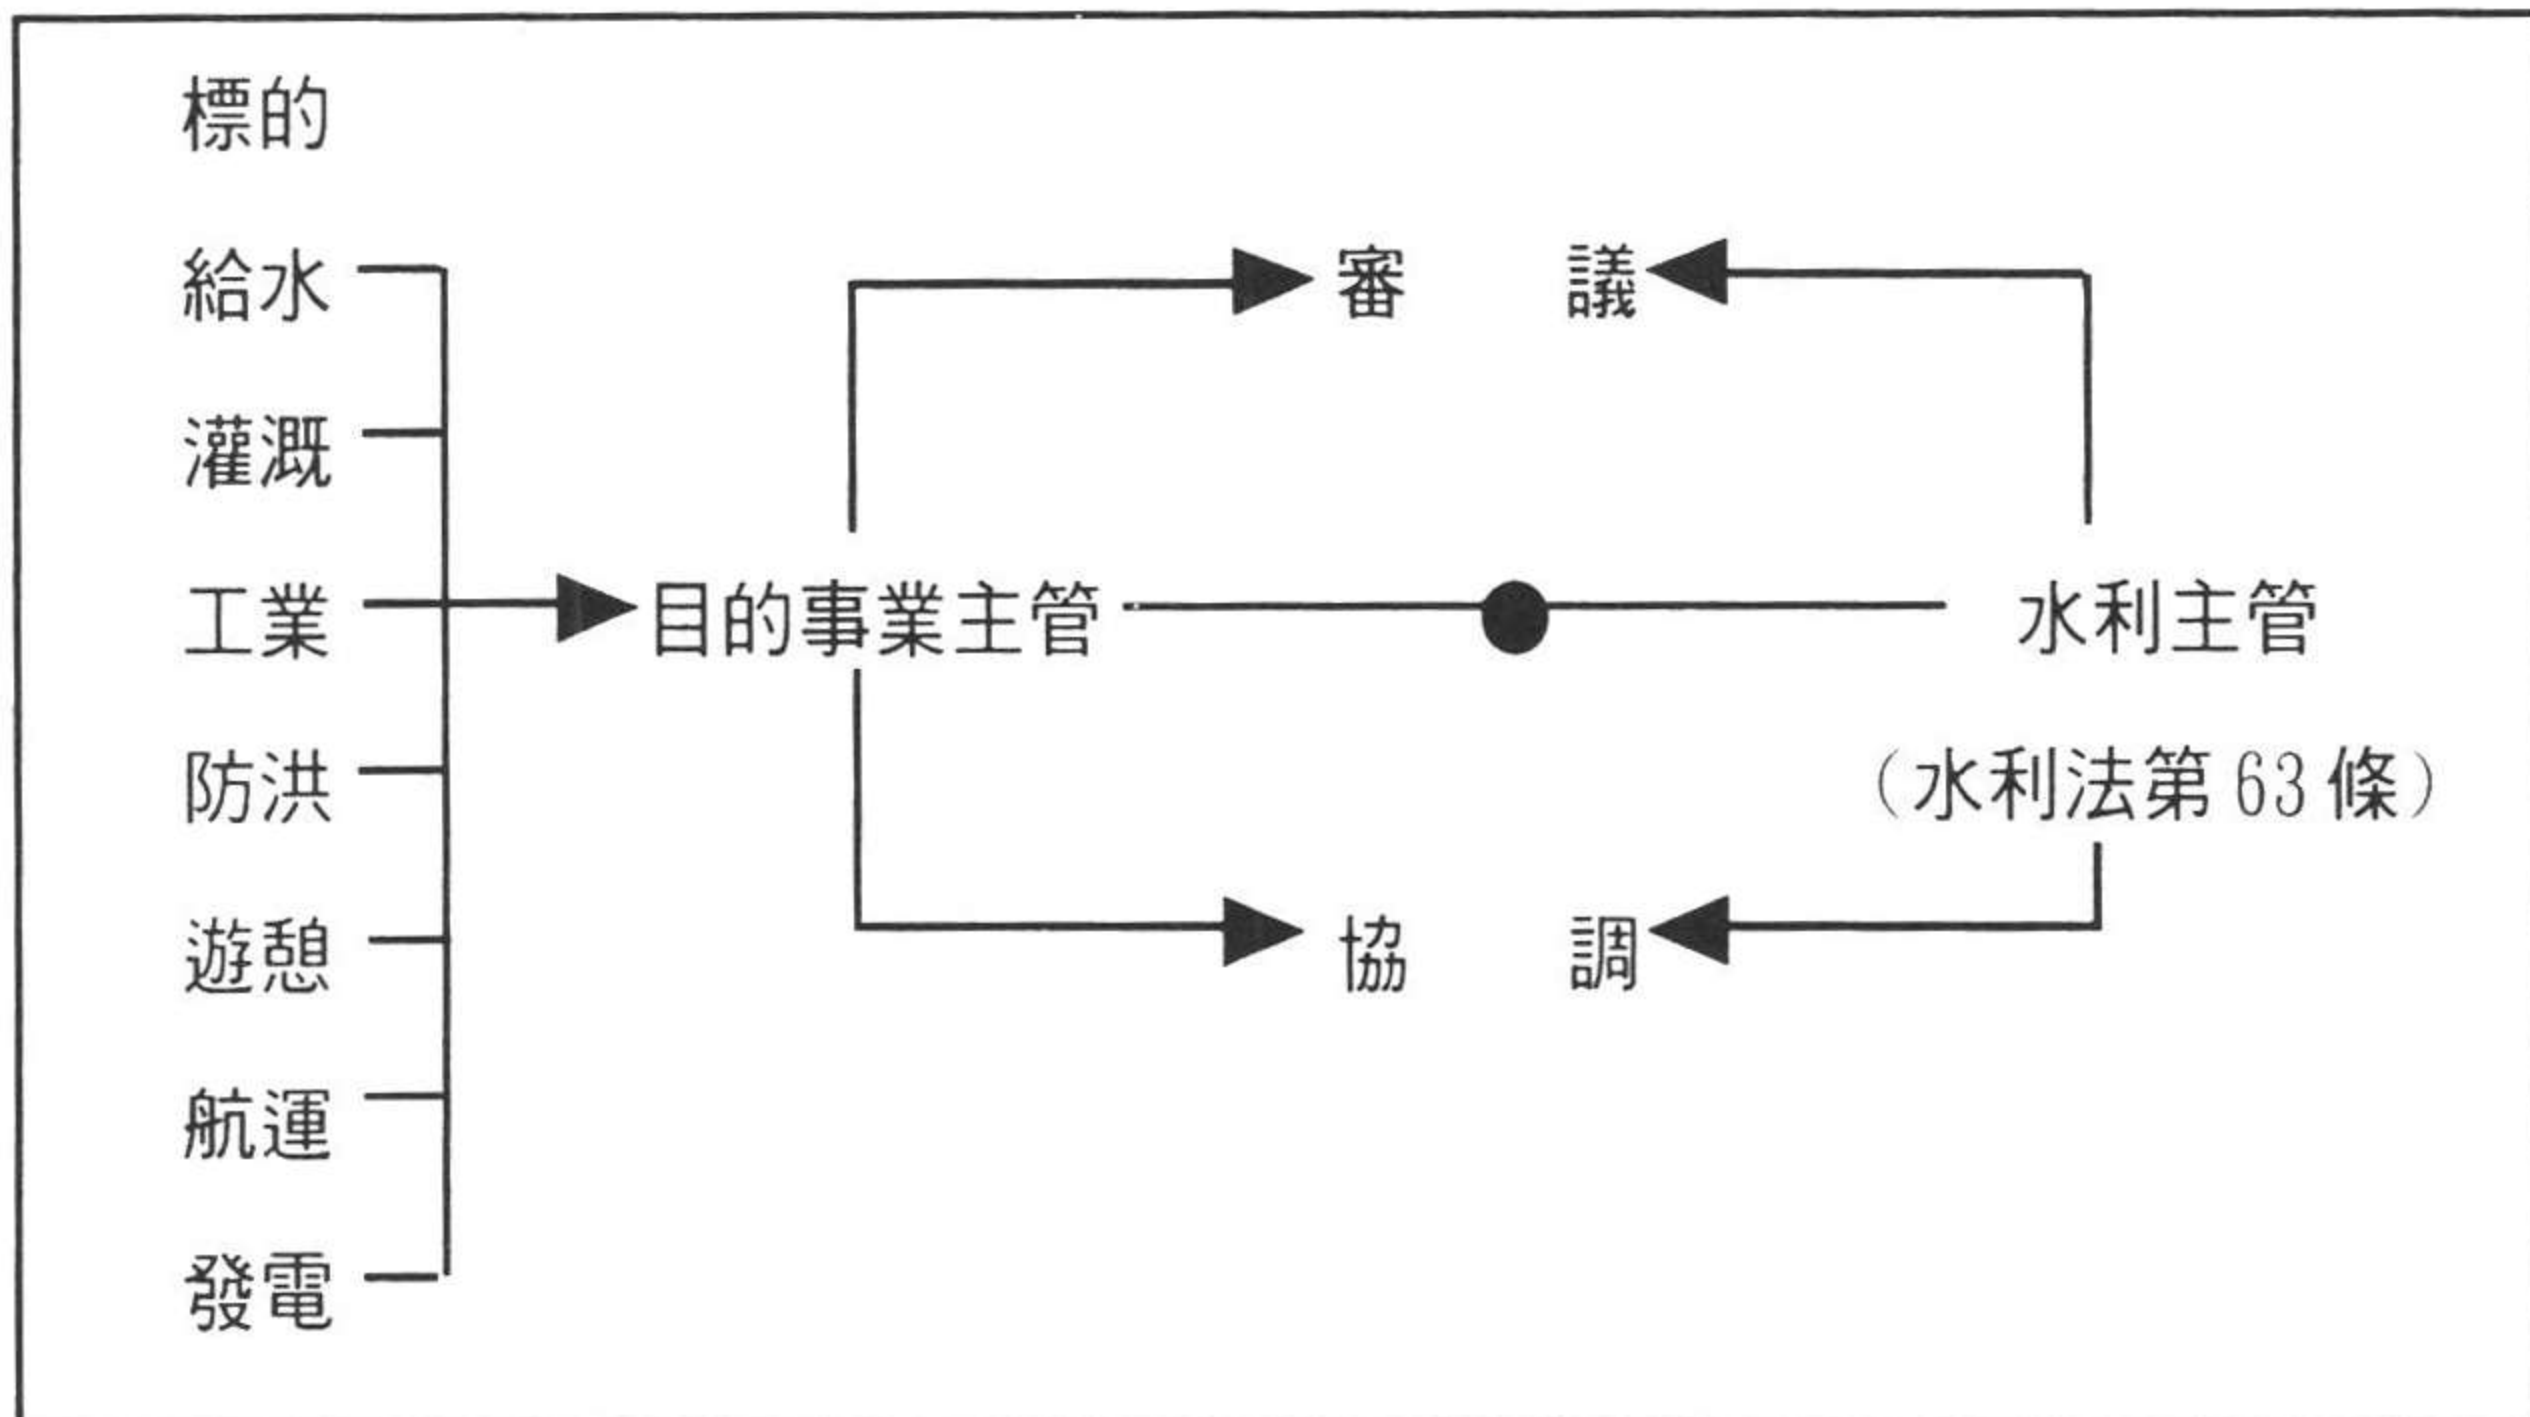 標的
給水
審議
灌溉
工業
目的事業主管
水利主管
防洪
（水利法第63條）
遊憩
協調
航運
發電